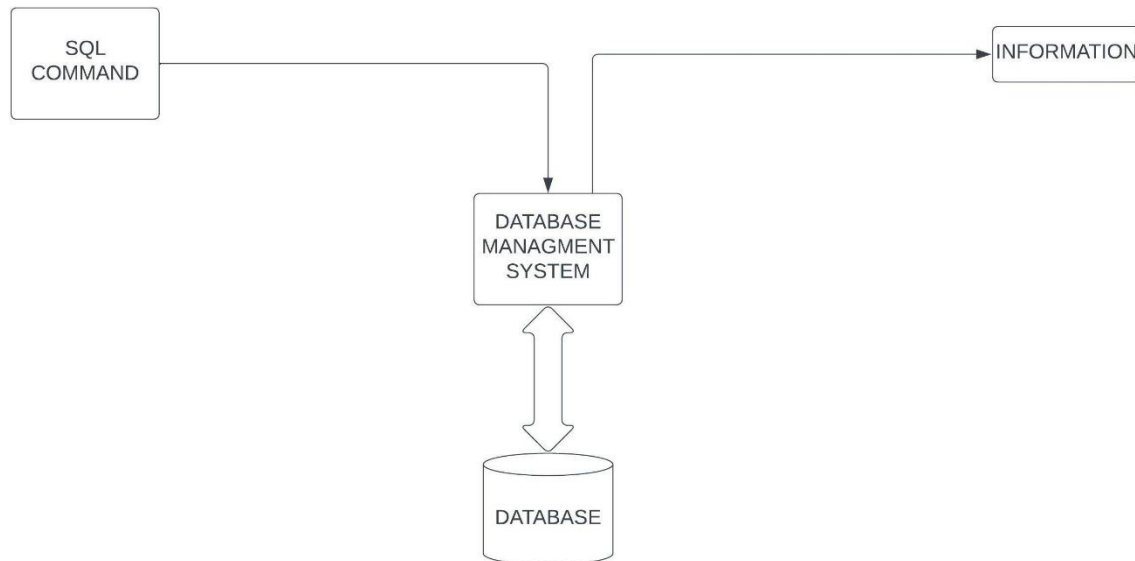 SQL
COMMAND
INFORMATION
DATABASE
MANAGMENT
SYSTEM
DATABASE